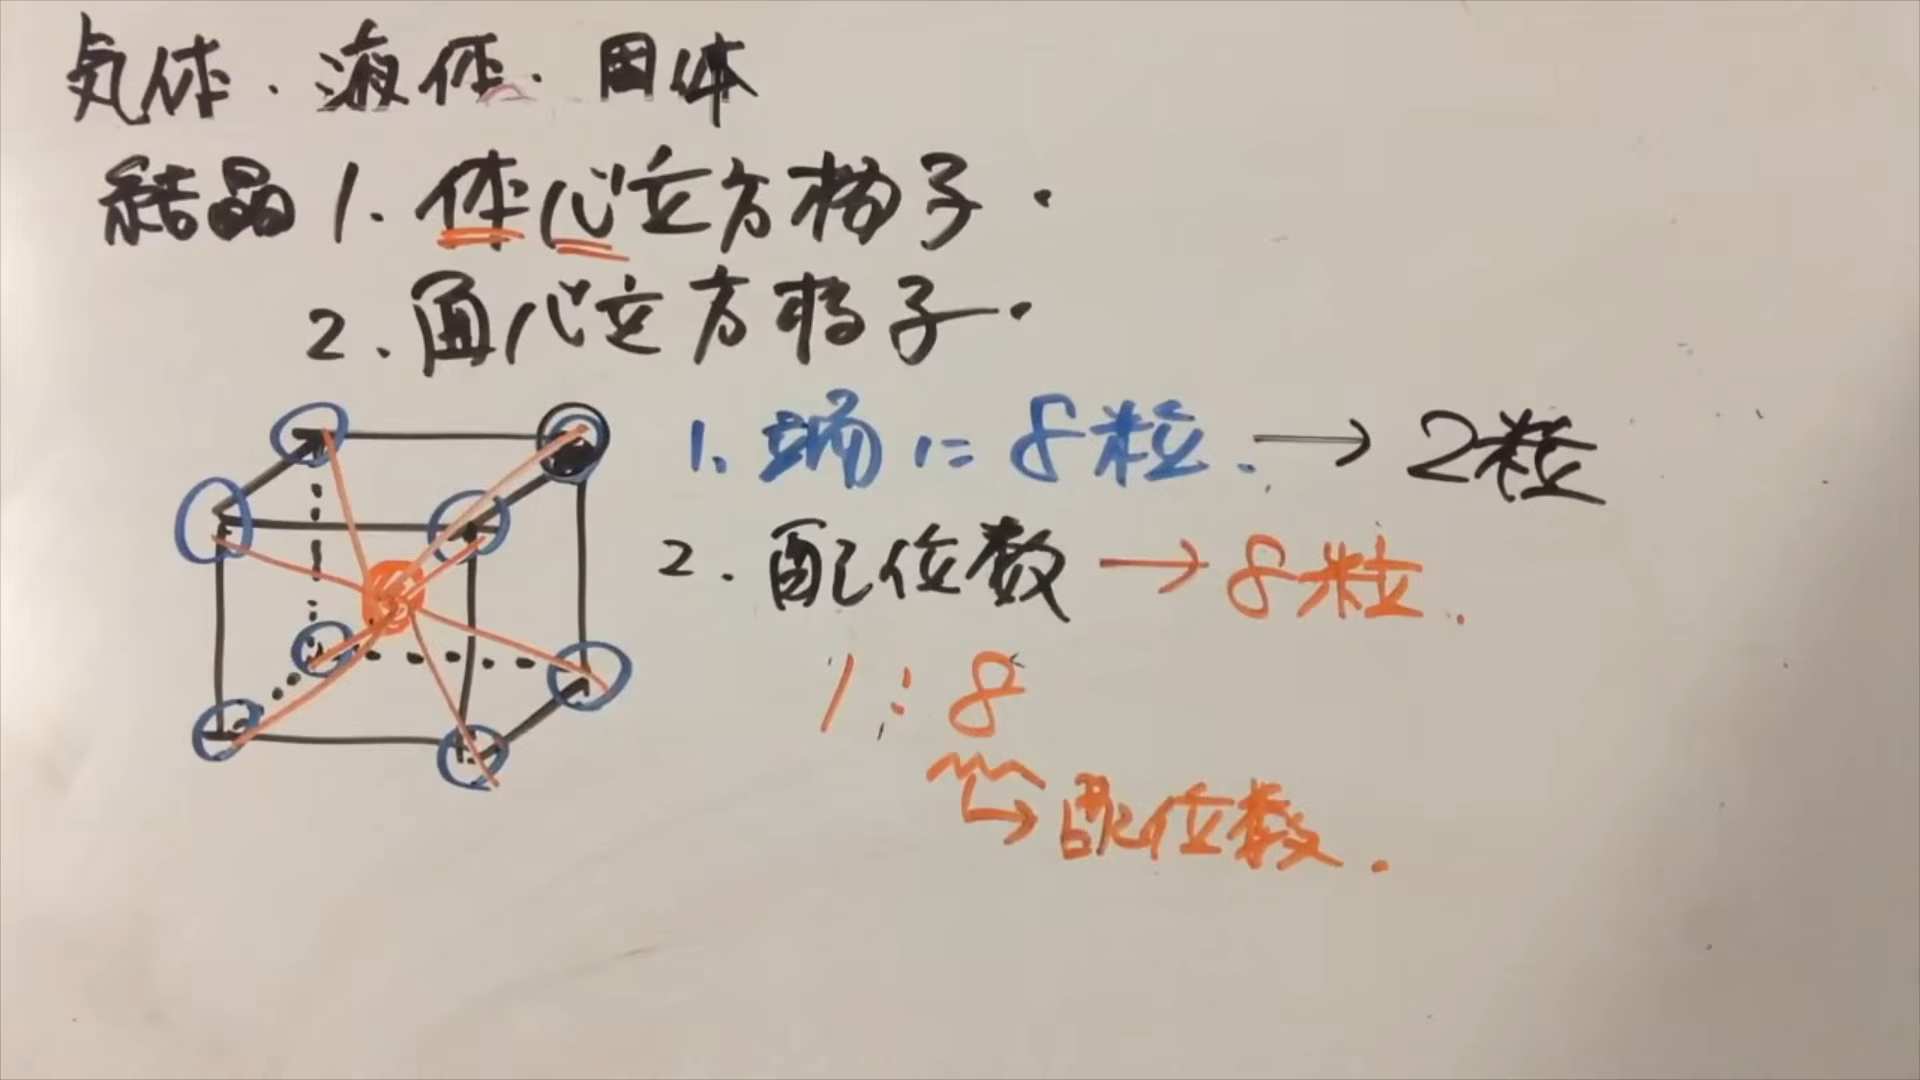 気体・液体・固体
結晶 1. 体心立方格子・
2. 面心立方格子・
1. 端に8粒. → 2粒
2. 配位数 → 8粒.
1:8
↳ 配位数.